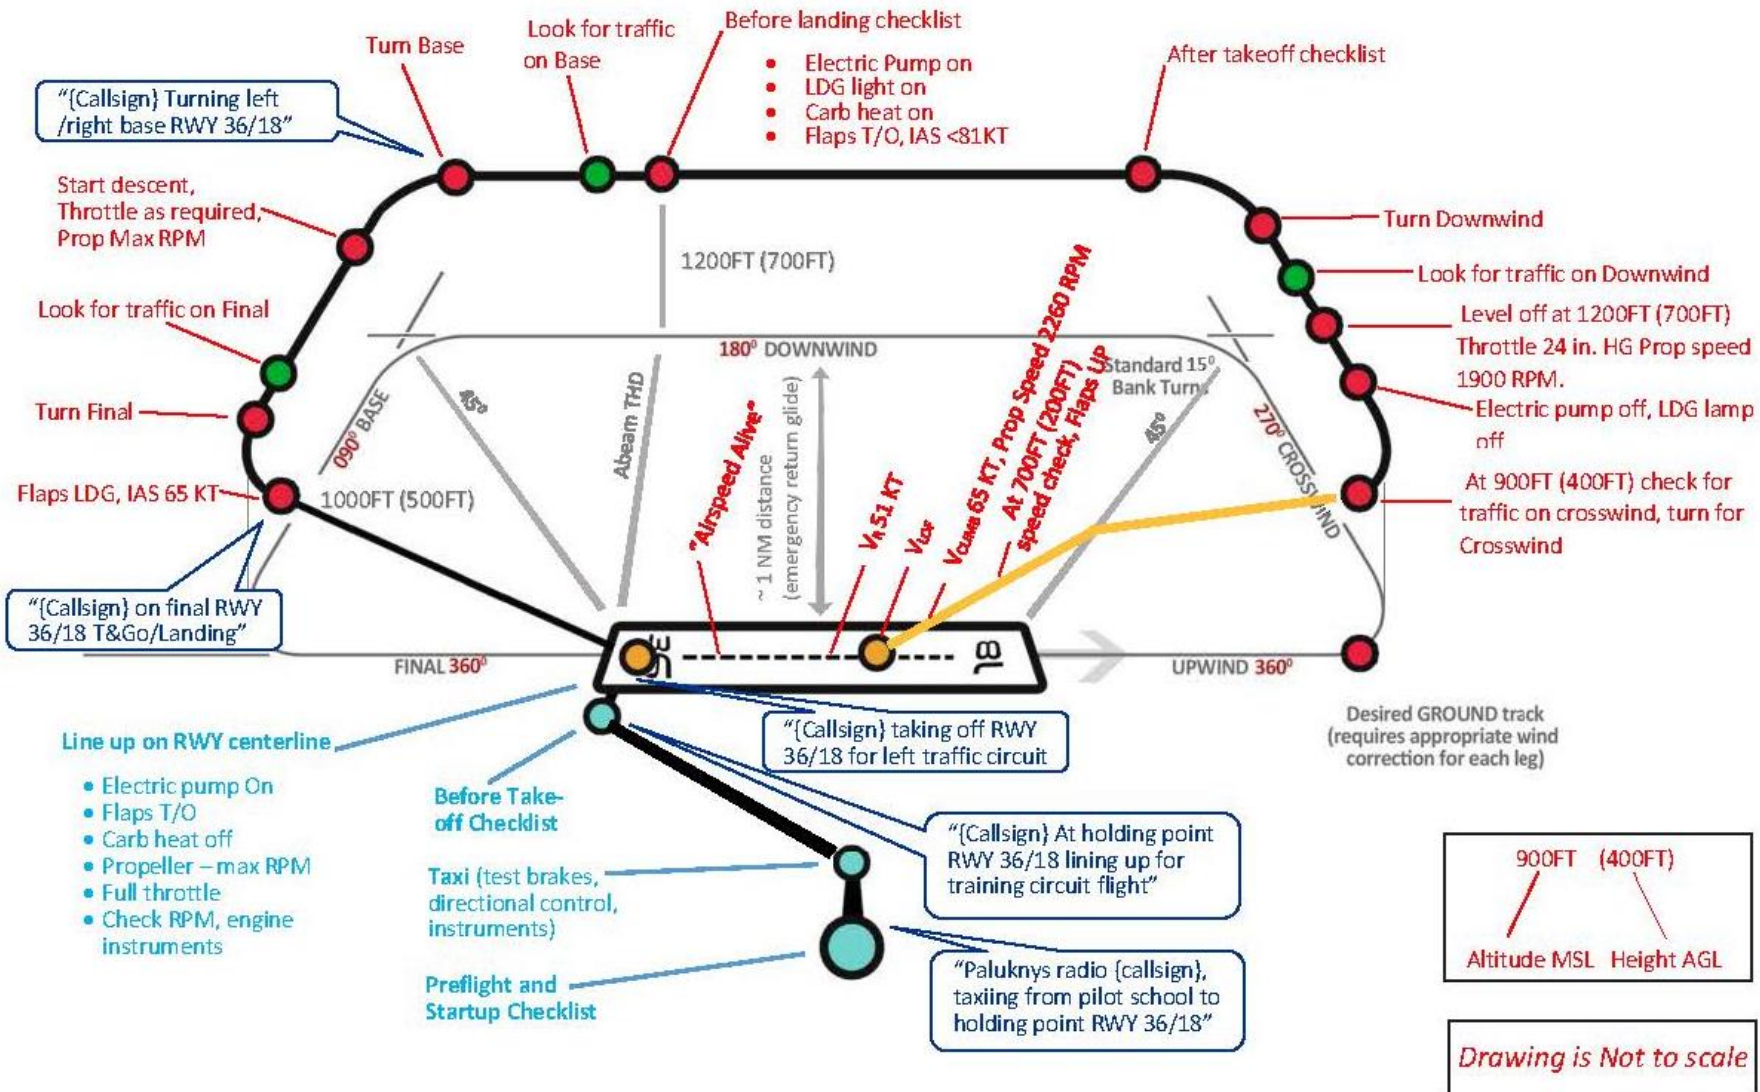 Turn Base
Look for traffic
on Base
Before landing checklist
• Electric Pump on
• LDG light on
• Carb heat on
• Flaps T/O, IAS <81KT
After takeoff checklist
"{Callsign} Turning left
/right base RWY 36/18"
Start descent,
Throttle as required,
Prop Max RPM
Look for traffic on Final
Turn Final
Flaps LDG, IAS 65 KT
"{Callsign} on final RWY
36/18 T&Go/Landing"
Turn Downwind
Look for traffic on Downwind
Level off at 1200FT (700FT)
Throttle 24 in. HG Prop speed
1900 RPM.
Electric pump off, LDG lamp
off
At 900FT (400FT) check for
traffic on crosswind, turn for
Crosswind
1200FT (700FT)
180⁰ DOWNWIND
Standard 15⁰
Bank Turn
45⁰
Abeam THD
45⁰
090⁰ BASE
270⁰ CROSSWIND
1000FT (500FT)
~ 1 NM distance
(emergency return glide)
"Airspeed Alive"
VR 51 KT
VLOF
VCLIMB 65 KT, Prop Speed 2260 RPM
At 700FT (200FT)
speed check, Flaps UP
36
18
FINAL 360⁰
UPWIND 360⁰
Desired GROUND track
(requires appropriate wind
correction for each leg)
Line up on RWY centerline
• Electric pump On
• Flaps T/O
• Carb heat off
• Propeller – max RPM
• Full throttle
• Check RPM, engine
instruments
Before Take-
off Checklist
Taxi (test brakes,
directional control,
instruments)
Preflight and
Startup Checklist
"{Callsign} taking off RWY
36/18 for left traffic circuit
"{Callsign} At holding point
RWY 36/18 lining up for
training circuit flight"
"Paluknys radio {callsign},
taxiing from pilot school to
holding point RWY 36/18"
900FT (400FT)
Altitude MSL Height AGL
Drawing is Not to scale